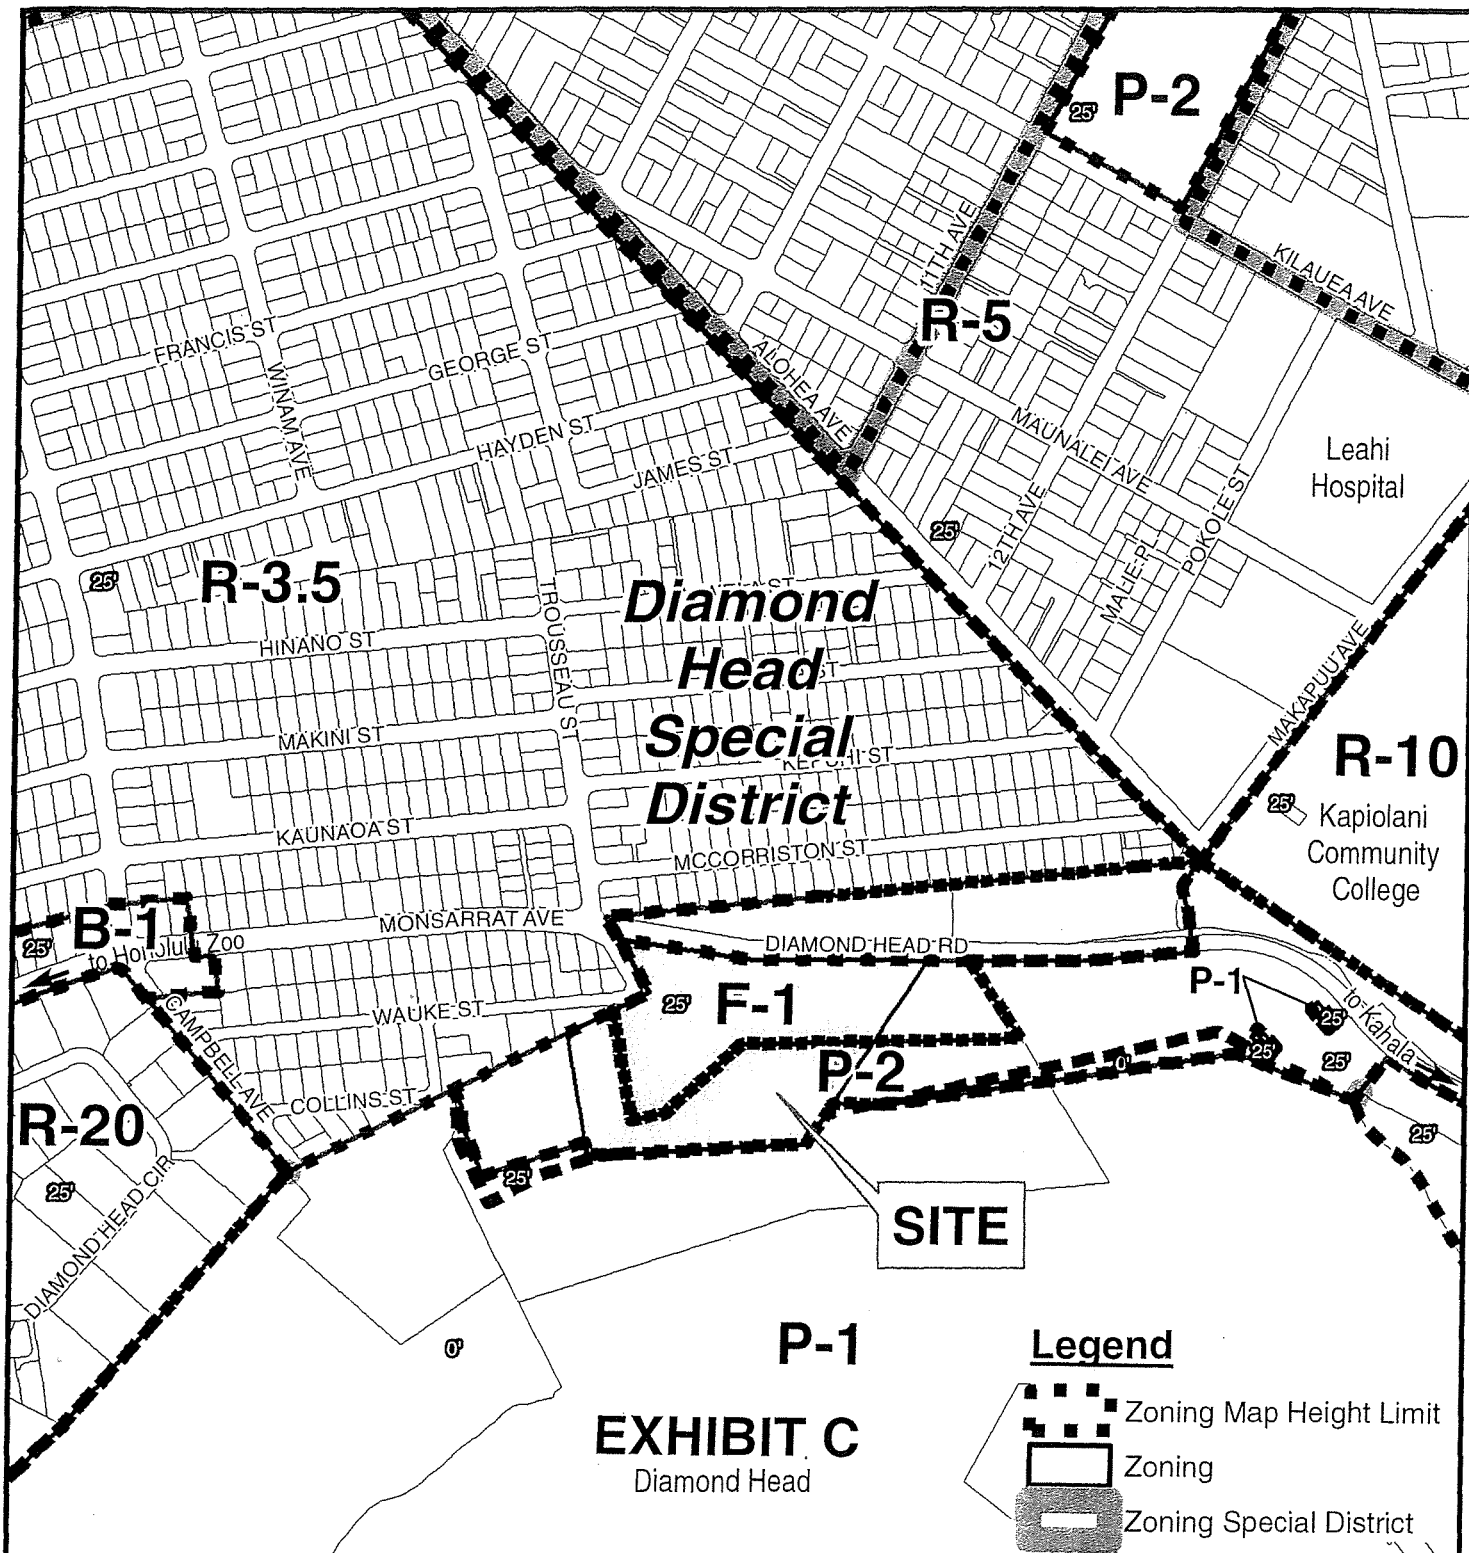 P-2
25'
11TH AVE
KILAUEA AVE
R-5
FRANCIS ST
GEORGE ST
ALOHEA AVE
WINAM AVE
HAYDEN ST
MAUNALEI AVE
JAMES ST
Leahi
Hospital
25'
12TH AVE
POKOLE ST
MALIE PL
25'
R-3.5
TROUSSEAU ST
Diamond
Head
Special
District
HINANO ST
MAKAPUU AVE
MAKINI ST
R-10
25'
Kapiolani
Community
College
KAUNAOA ST
MCCORRISTON ST
B-1
25'
to Honolulu Zoo
MONSARRAT AVE
DIAMOND HEAD RD
P-1
25'
F-1
25'
to Kahala
CAMPBELL AVE
WAUKE ST
P-2
0'
25'
25'
COLLINS ST
R-20
25'
25'
25'
DIAMOND HEAD CIR
SITE
0'
P-1
EXHIBIT C
Diamond Head
Legend
Zoning Map Height Limit
Zoning
Zoning Special District